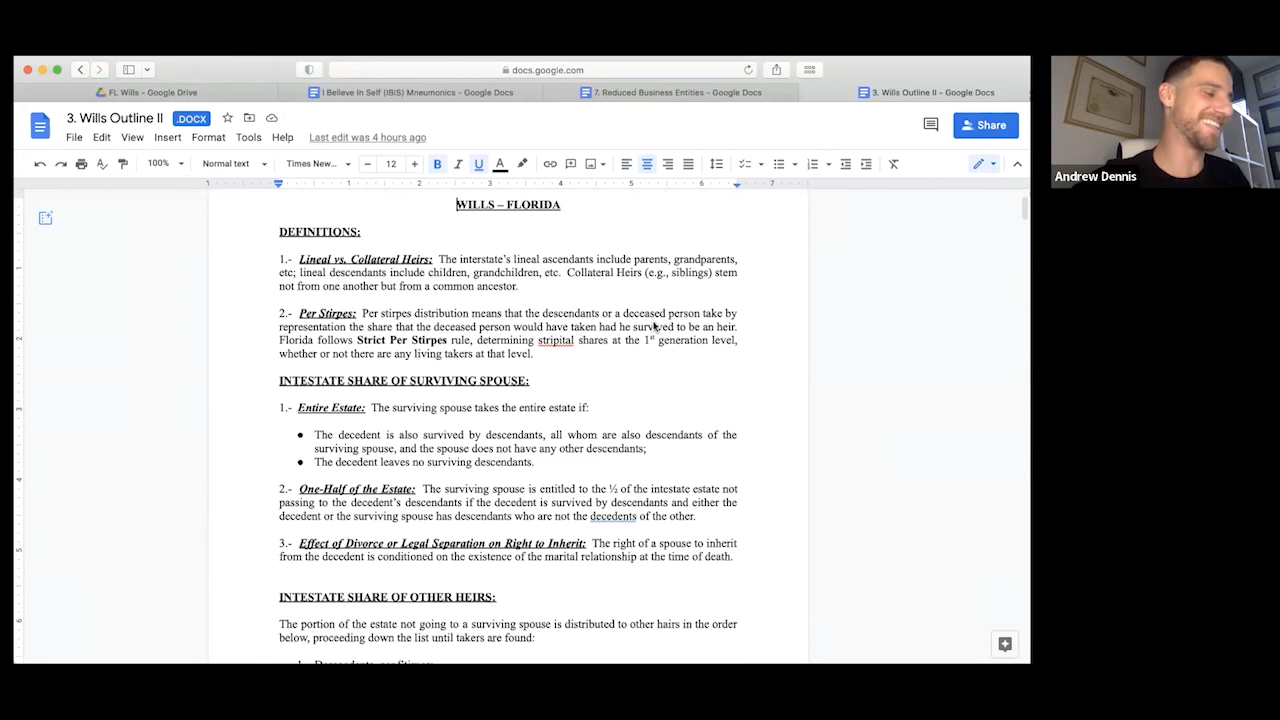 docs.google.com
FL Wills - Google Drive
I Believe In Self (IBIS) Mneumonics - Google Docs
7. Reduced Business Entities - Google Docs
3. Wills Outline II - Google Docs
3. Wills Outline II .DOCX
File Edit View Insert Format Tools Help Last edit was 4 hours ago
Share
100% Normal text Times New... 12 B I U A
1 1 2 3 4 5 6 7
WILLS – FLORIDA
DEFINITIONS:
1.- Lineal vs. Collateral Heirs: The interstate's lineal ascendants include parents, grandparents,
etc; lineal descendants include children, grandchildren, etc. Collateral Heirs (e.g., siblings) stem
not from one another but from a common ancestor.
2.- Per Stirpes: Per stirpes distribution means that the descendants or a deceased person take by
representation the share that the deceased person would have taken had he survived to be an heir.
Florida follows Strict Per Stirpes rule, determining stripital shares at the 1st generation level,
whether or not there are any living takers at that level.
INTESTATE SHARE OF SURVIVING SPOUSE:
1.- Entire Estate: The surviving spouse takes the entire estate if:
● The decedent is also survived by descendants, all whom are also descendants of the
surviving spouse, and the spouse does not have any other descendants;
● The decedent leaves no surviving descendants.
2.- One-Half of the Estate: The surviving spouse is entitled to the ½ of the intestate estate not
passing to the decedent's descendants if the decedent is survived by descendants and either the
decedent or the surviving spouse has descendants who are not the decedents of the other.
3.- Effect of Divorce or Legal Separation on Right to Inherit: The right of a spouse to inherit
from the decedent is conditioned on the existence of the marital relationship at the time of death.
INTESTATE SHARE OF OTHER HEIRS:
The portion of the estate not going to a surviving spouse is distributed to other hairs in the order
below, proceeding down the list until takers are found:
1. Descendants, per Stirpes;
Andrew Dennis